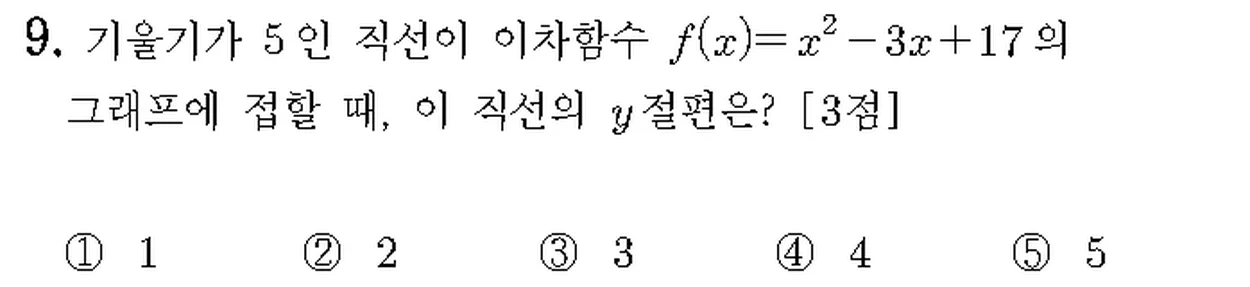 9. 기울기가 5인 직선이 이차함수 f(x)=x²-3x+17의
그래프에 접할 때, 이 직선의 y절편은? [3점]
① 1 ② 2 ③ 3 ④ 4 ⑤ 5